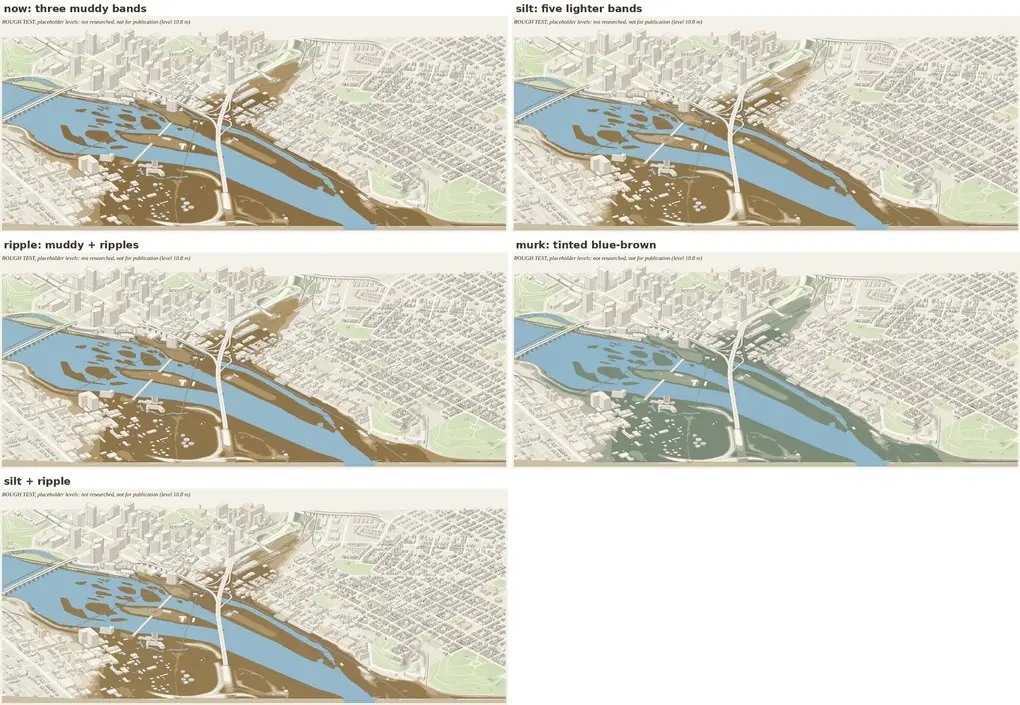 now: three muddy bands
ROUGH TEST, placeholder levels: not researched, not for publication (level 10.8 m)
silt: five lighter bands
ROUGH TEST, placeholder levels: not researched, not for publication (level 10.8 m)
ripple: muddy + ripples
ROUGH TEST, placeholder levels: not researched, not for publication (level 10.8 m)
murk: tinted blue-brown
ROUGH TEST, placeholder levels: not researched, not for publication (level 10.8 m)
silt + ripple
ROUGH TEST, placeholder levels: not researched, not for publication (level 10.8 m)